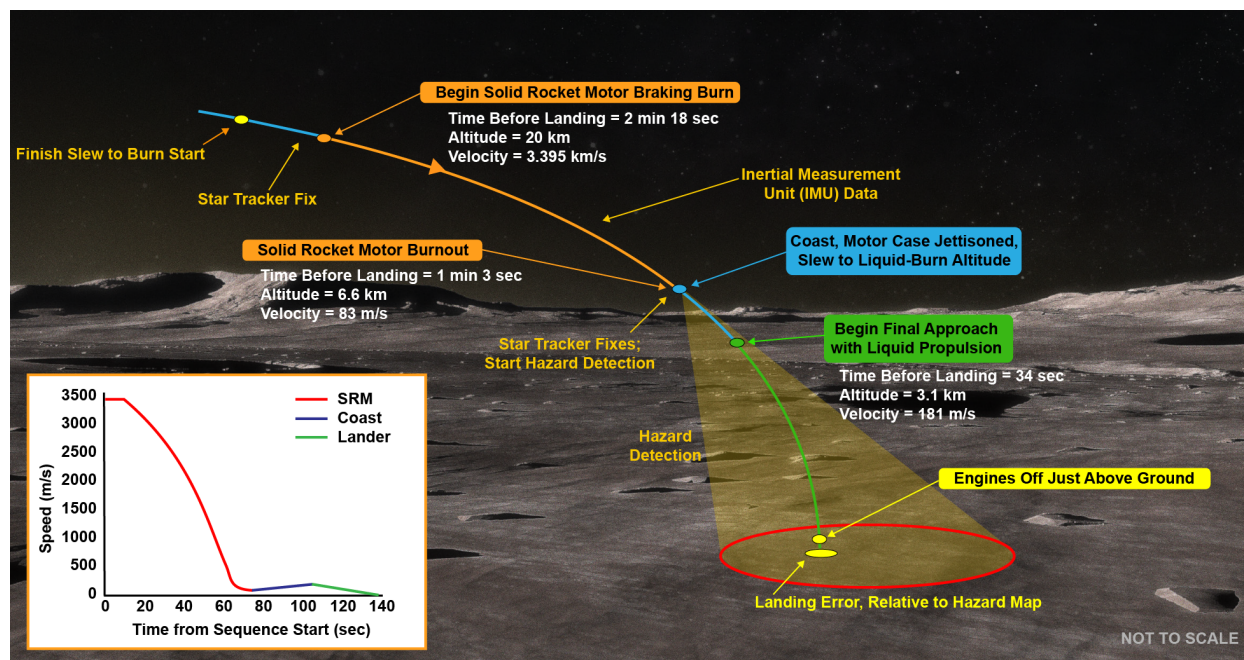 Begin Solid Rocket Motor Braking Burn
Time Before Landing = 2 min 18 sec
Altitude = 20 km
Velocity = 3.395 km/s
Finish Slew to Burn Start
Star Tracker Fix
Inertial Measurement
Unit (IMU) Data
Solid Rocket Motor Burnout
Time Before Landing = 1 min 3 sec
Altitude = 6.6 km
Velocity = 83 m/s
Coast, Motor Case Jettisoned,
Slew to Liquid-Burn Altitude
Star Tracker Fixes;
Start Hazard Detection
Begin Final Approach
with Liquid Propulsion
Time Before Landing = 34 sec
Altitude = 3.1 km
Velocity = 181 m/s
Hazard
Detection
Engines Off Just Above Ground
Landing Error, Relative to Hazard Map
NOT TO SCALE
Speed (m/s)
3500
3000
2500
2000
1500
1000
500
0
SRM
Coast
Lander
0 20 40 60 80 100 120 140
Time from Sequence Start (sec)